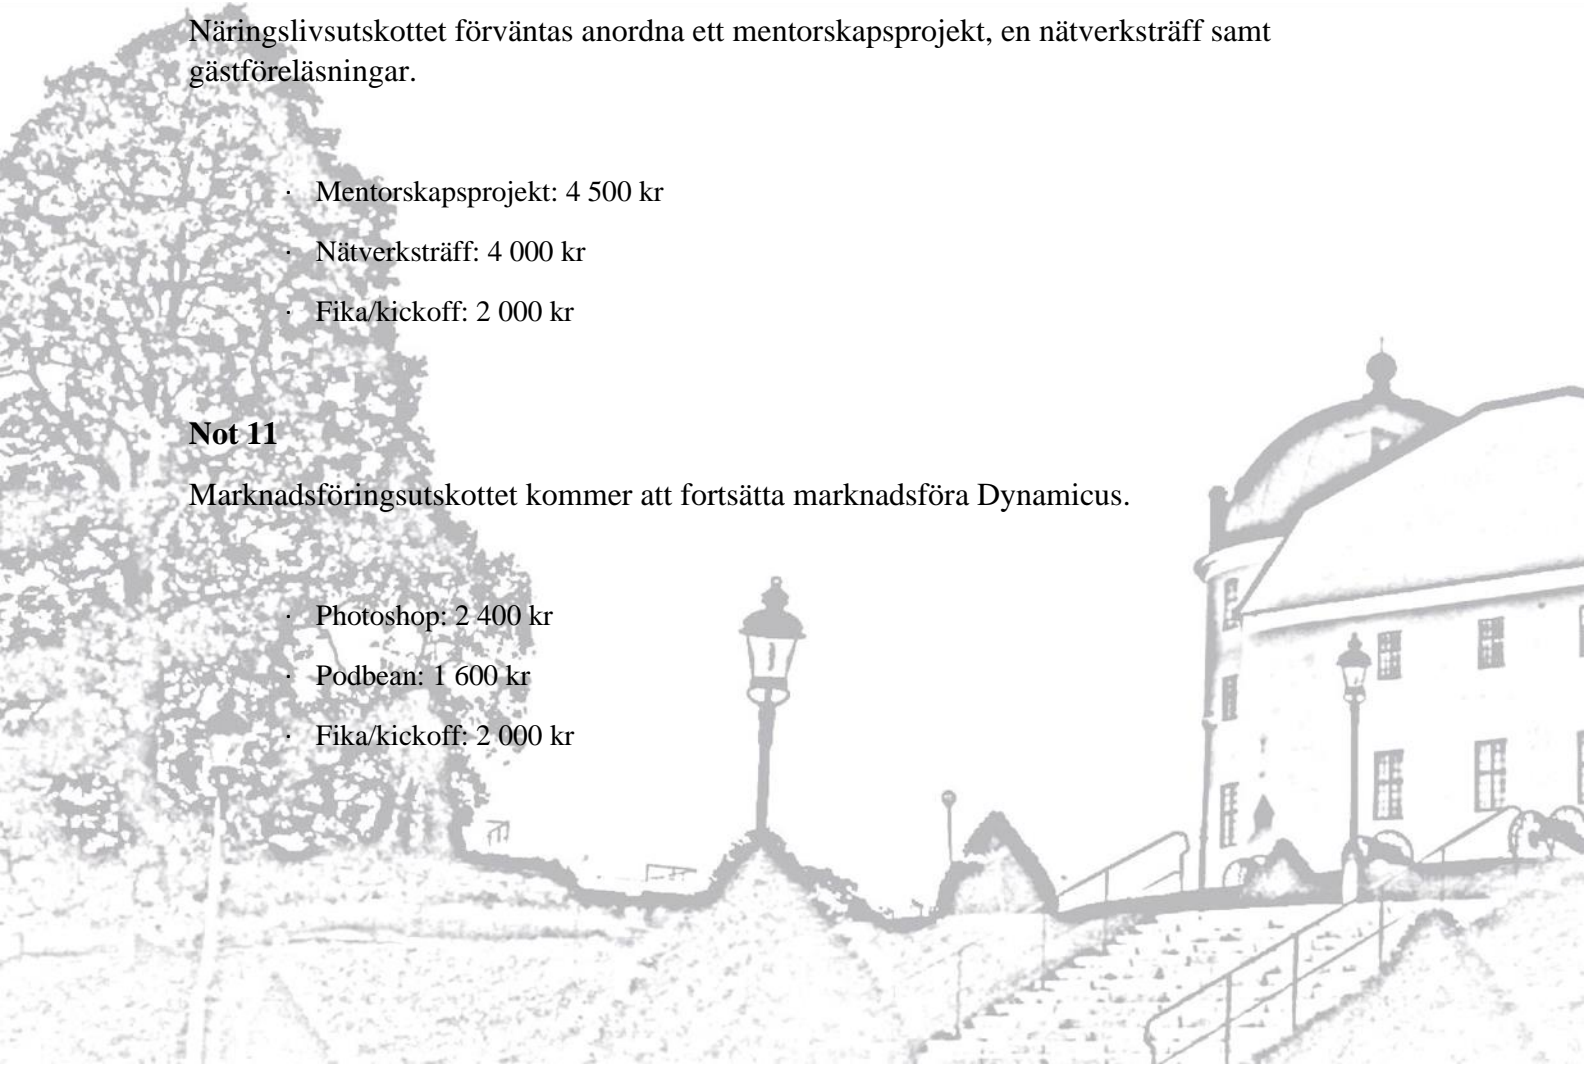 Näringslivsutskottet förväntas anordna ett mentorskapsprojekt, en nätverksträff samt
gästföreläsningar.
· Mentorskapsprojekt: 4 500 kr
· Nätverksträff: 4 000 kr
· Fika/kickoff: 2 000 kr
Not 11
Marknadsföringsutskottet kommer att fortsätta marknadsföra Dynamicus.
· Photoshop: 2 400 kr
· Podbean: 1 600 kr
· Fika/kickoff: 2 000 kr